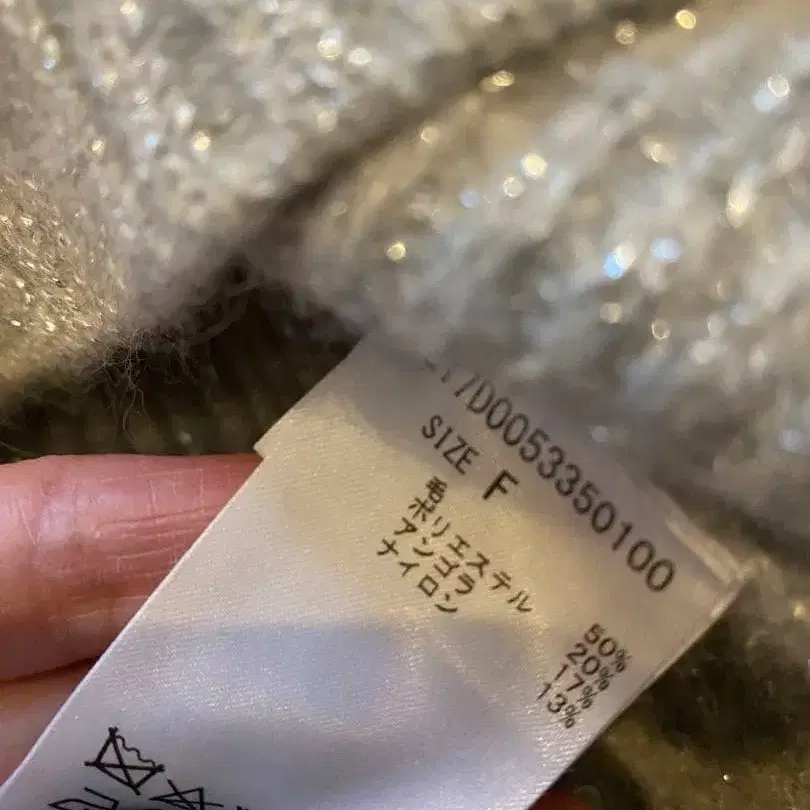 /D0053350100
SIZE F
50%
ポリエステル 20%
アンゴラ 17%
ナイロン 13%